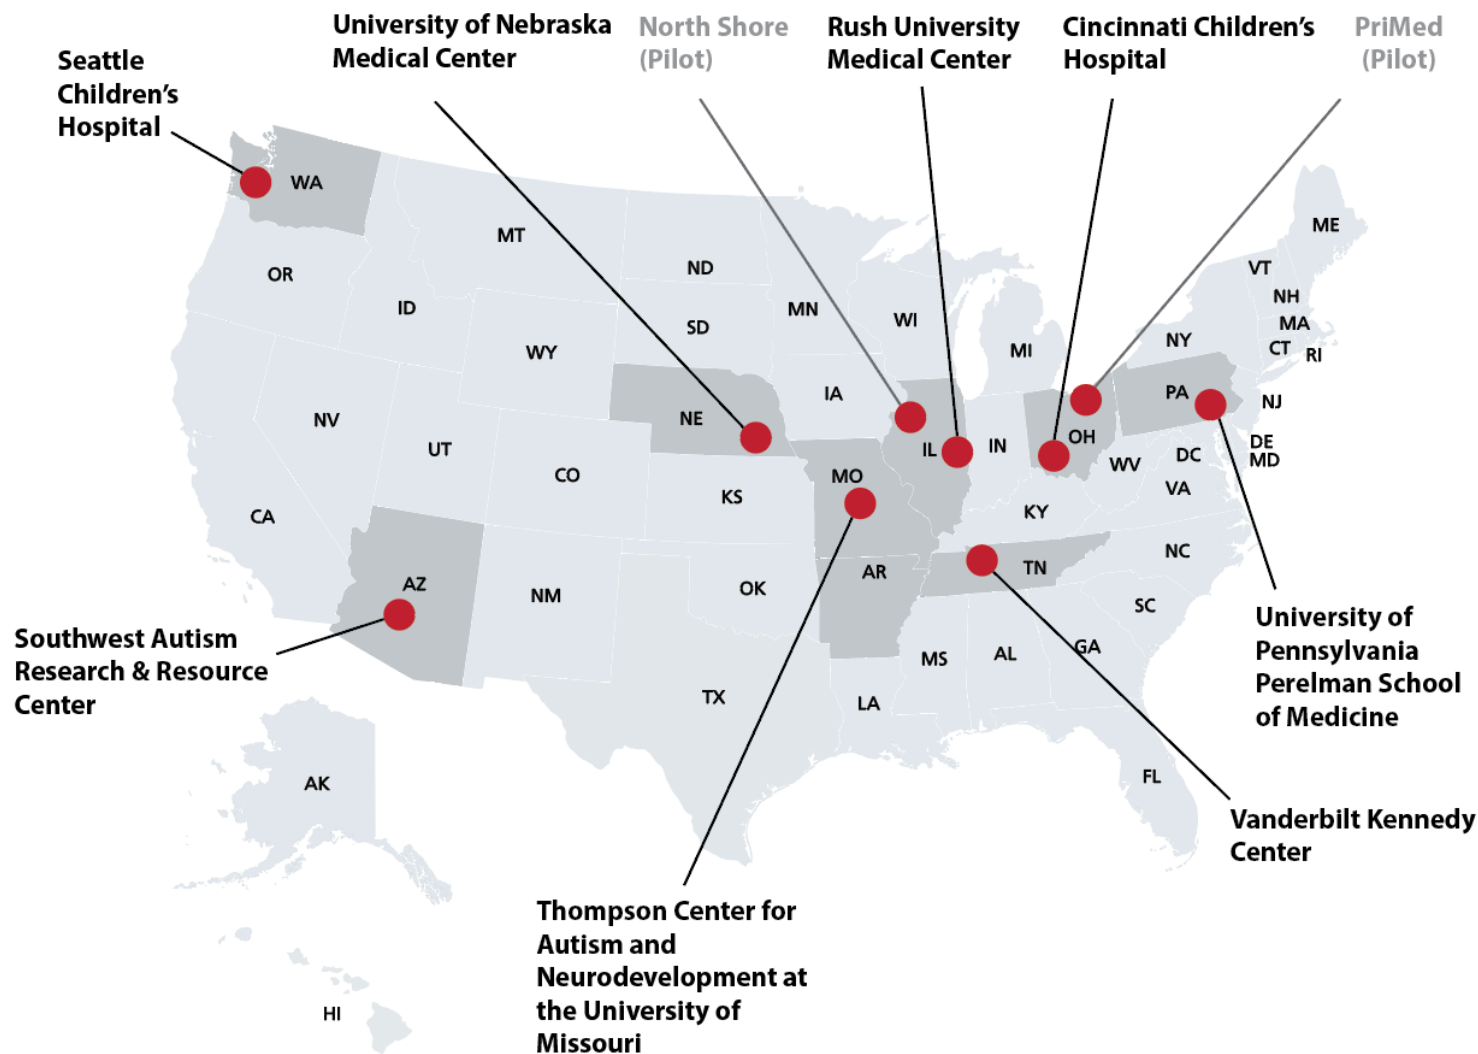 University of Nebraska
Medical Center
North Shore
(Pilot)
Rush University
Medical Center
Cincinnati Children’s
Hospital
PriMed
(Pilot)
Seattle
Children’s
Hospital
WA
MT
ME
OR
ND
VT
ID
MN
NH
SD
WI
MA
NY
CT
RI
WY
MI
IA
PA
NJ
NV
NE
OH
UT
IL
IN
DE
MD
CO
WV
DC
MO
KS
VA
CA
KY
NC
AR
TN
AZ
NM
OK
SC
MS
AL
GA
TX
LA
FL
AK
HI
Southwest Autism
Research & Resource
Center
University of
Pennsylvania
Perelman School
of Medicine
Vanderbilt Kennedy
Center
Thompson Center for
Autism and
Neurodevelopment at
the University of
Missouri